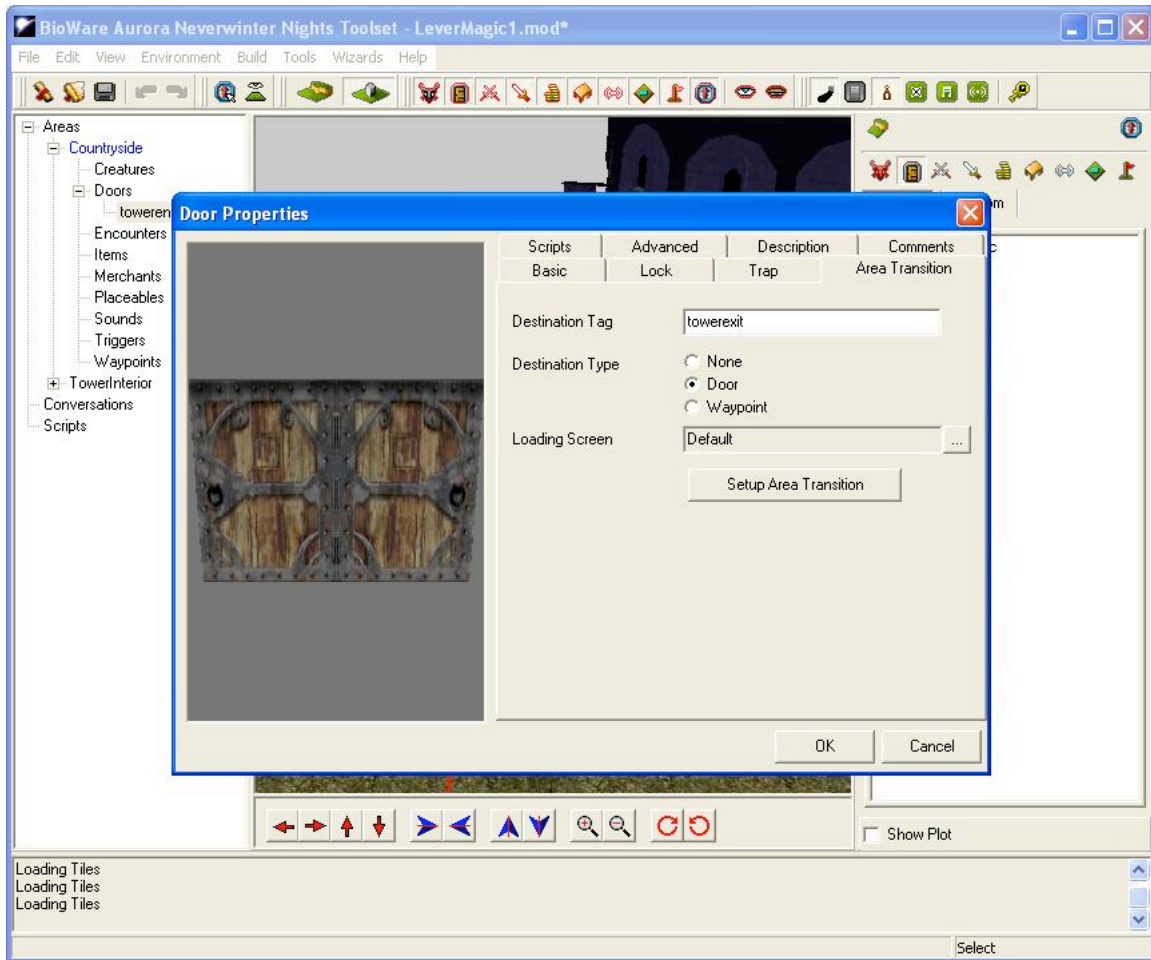 BioWare Aurora Neverwinter Nights Toolset - LeverMagic1.mod*
File Edit View Environment Build Tools Wizards Help
Areas
Countryside
Creatures
Doors
Encounters
Items
Merchants
Placeables
Sounds
Triggers
Waypoints
TowerInterior
Conversations
Scripts
Door Properties
Scripts Advanced Description Comments
Basic Lock Trap Area Transition
Destination Tag towerexit
Destination Type None
Door
Waypoint
Loading Screen Default ...
Setup Area Transition
OK Cancel
Show Plot
Loading Tiles
Loading Tiles
Loading Tiles
Select